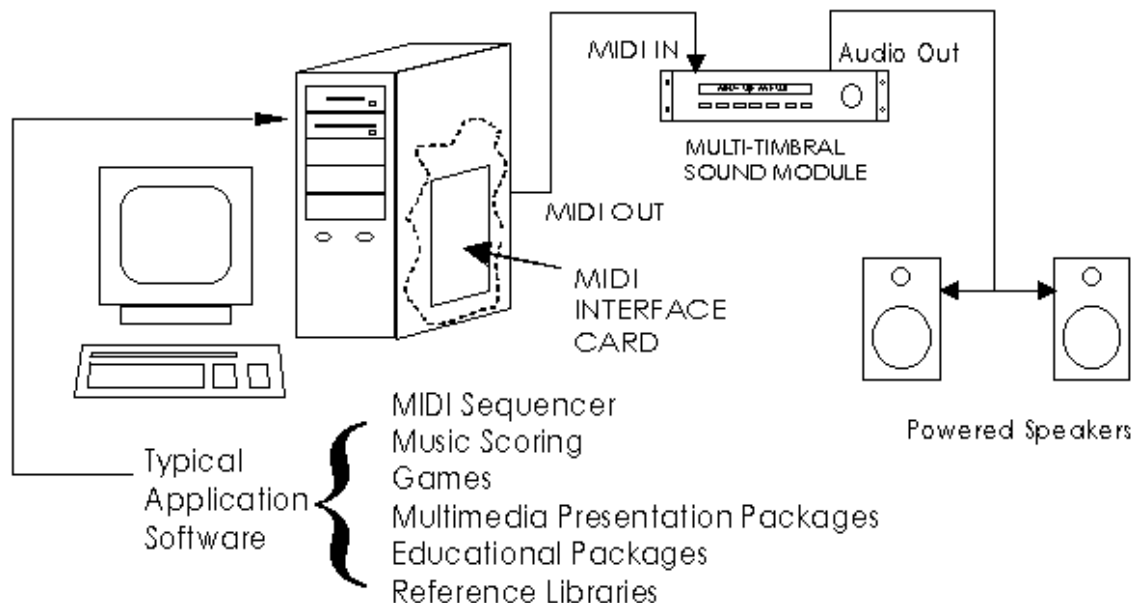 MIDI IN
Audio Out
MULTI-TIMBRAL
SOUND MODULE
MIDI OUT
MIDI
INTERFACE
CARD
Powered Speakers
Typical
Application
Software
MIDI Sequencer
Music Scoring
Games
Multimedia Presentation Packages
Educational Packages
Reference Libraries